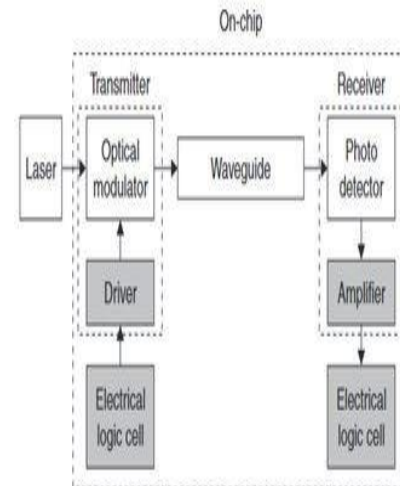 On-chip
Transmitter
Receiver
Laser
Optical
modulator
Waveguide
Photo
detector
Driver
Amplifier
Electrical
logic cell
Electrical
logic cell